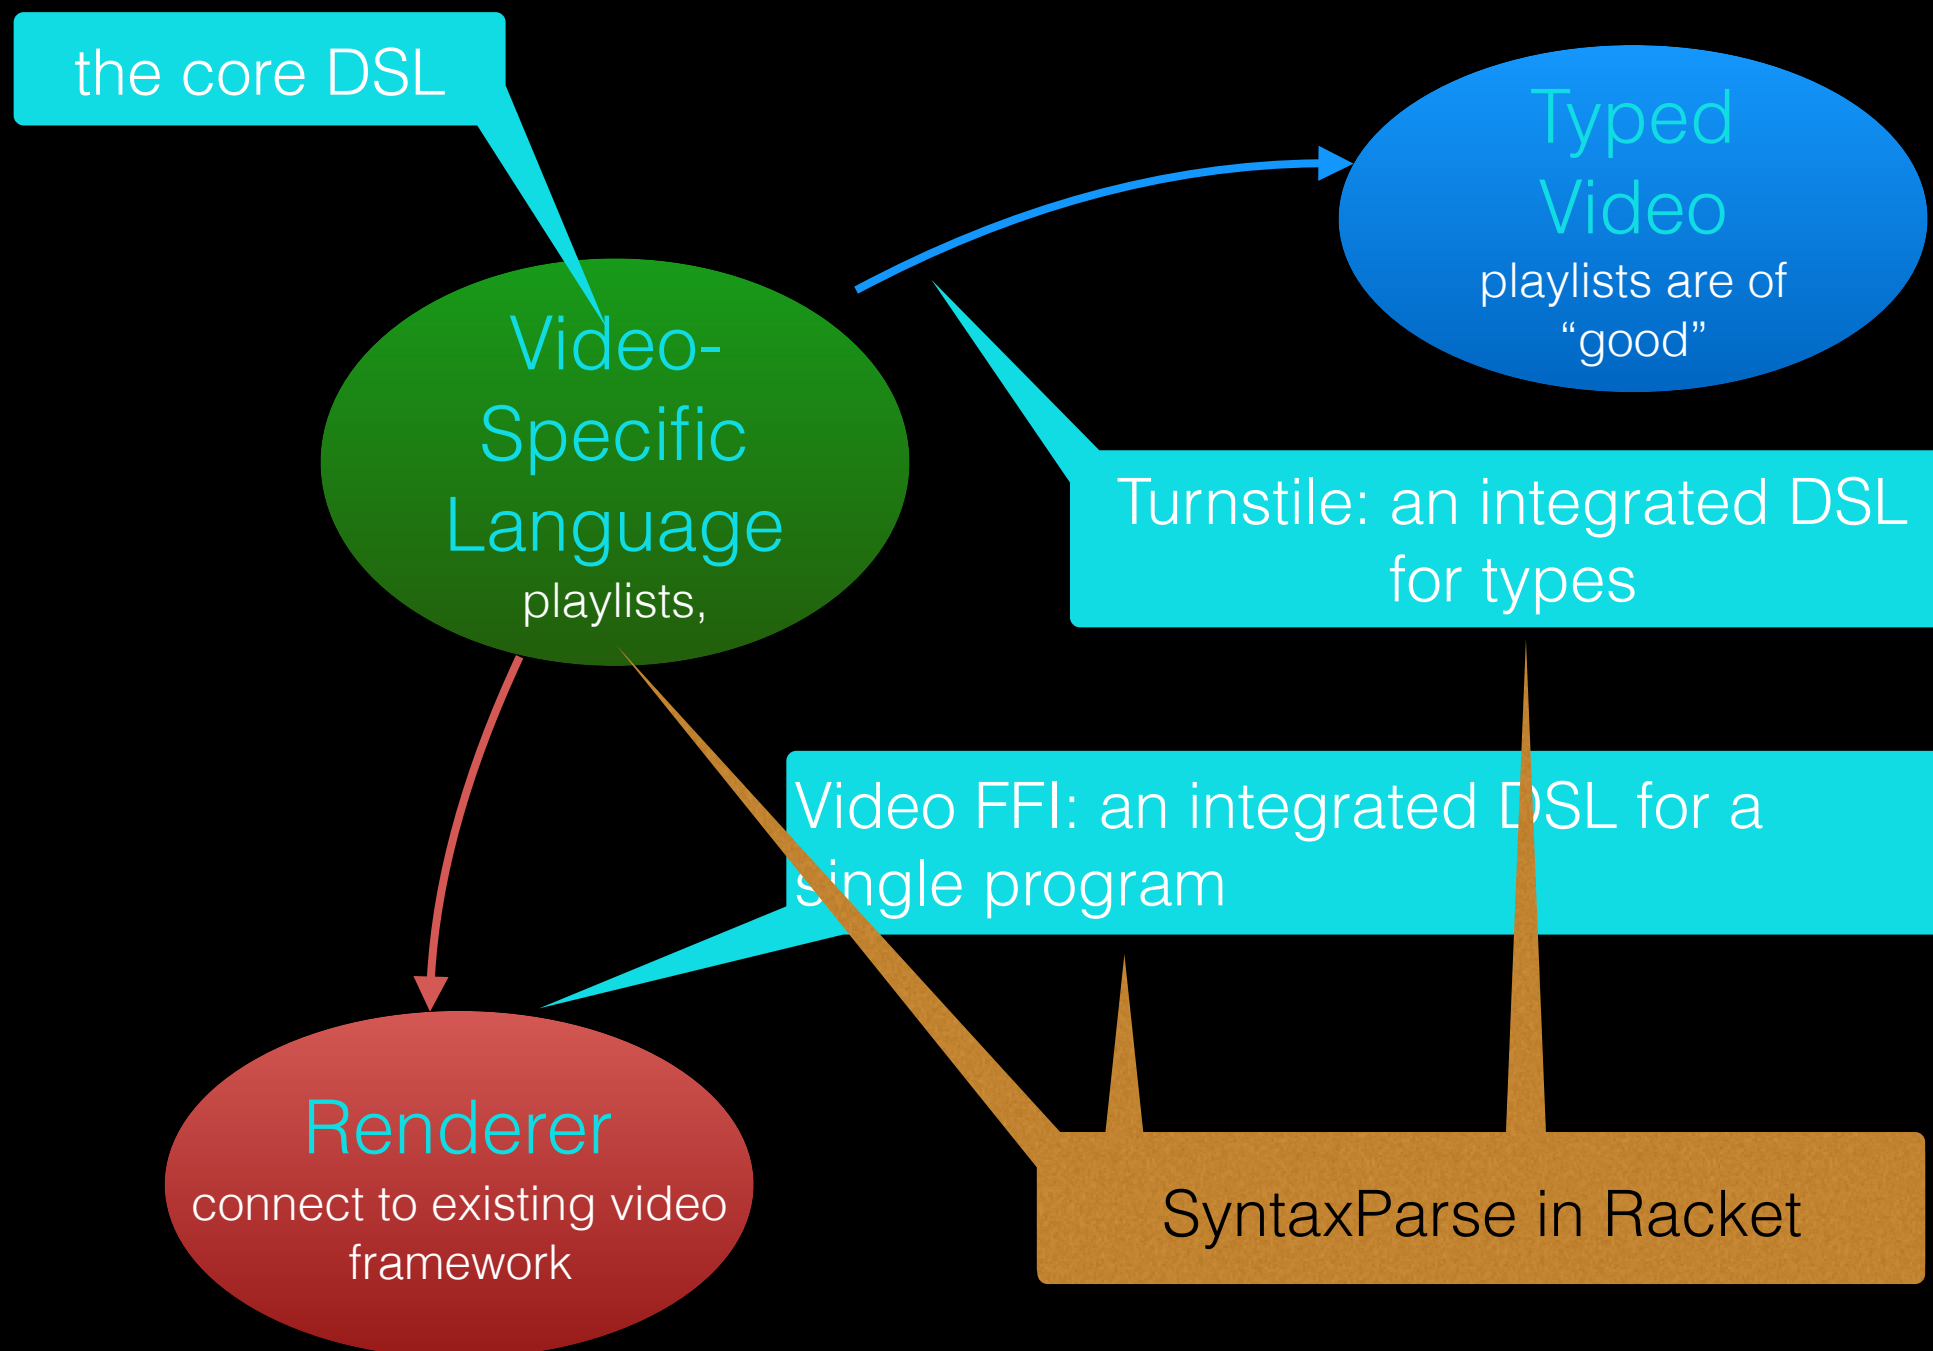 the core DSL
Typed
Video
playlists are of
“good”
Video-
Specific
Language
playlists,
Turnstile: an integrated DSL
for types
Video FFI: an integrated DSL for a
single program
Renderer
connect to existing video
framework
SyntaxParse in Racket